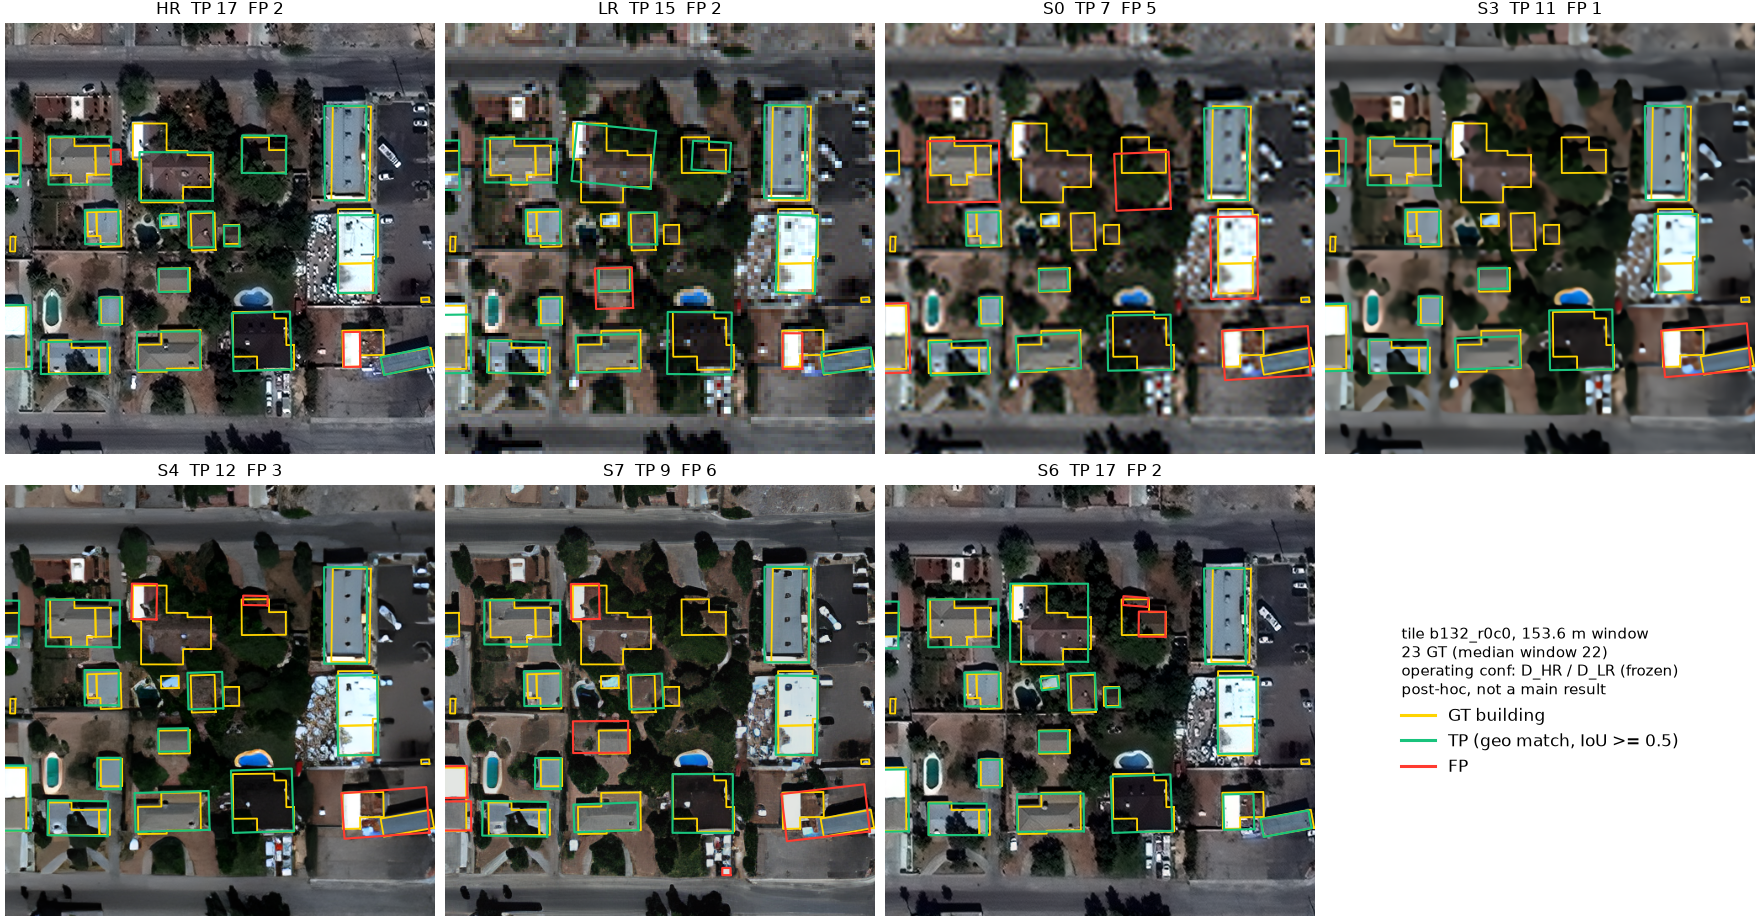 HR TP 17 FP 2
LR TP 15 FP 2
S0 TP 7 FP 5
S3 TP 11 FP 1
S4 TP 12 FP 3
S7 TP 9 FP 6
S6 TP 17 FP 2
tile b132_r0c0, 153.6 m window
23 GT (median window 22)
operating conf: D_HR / D_LR (frozen)
post-hoc, not a main result
GT building
TP (geo match, IoU >= 0.5)
FP